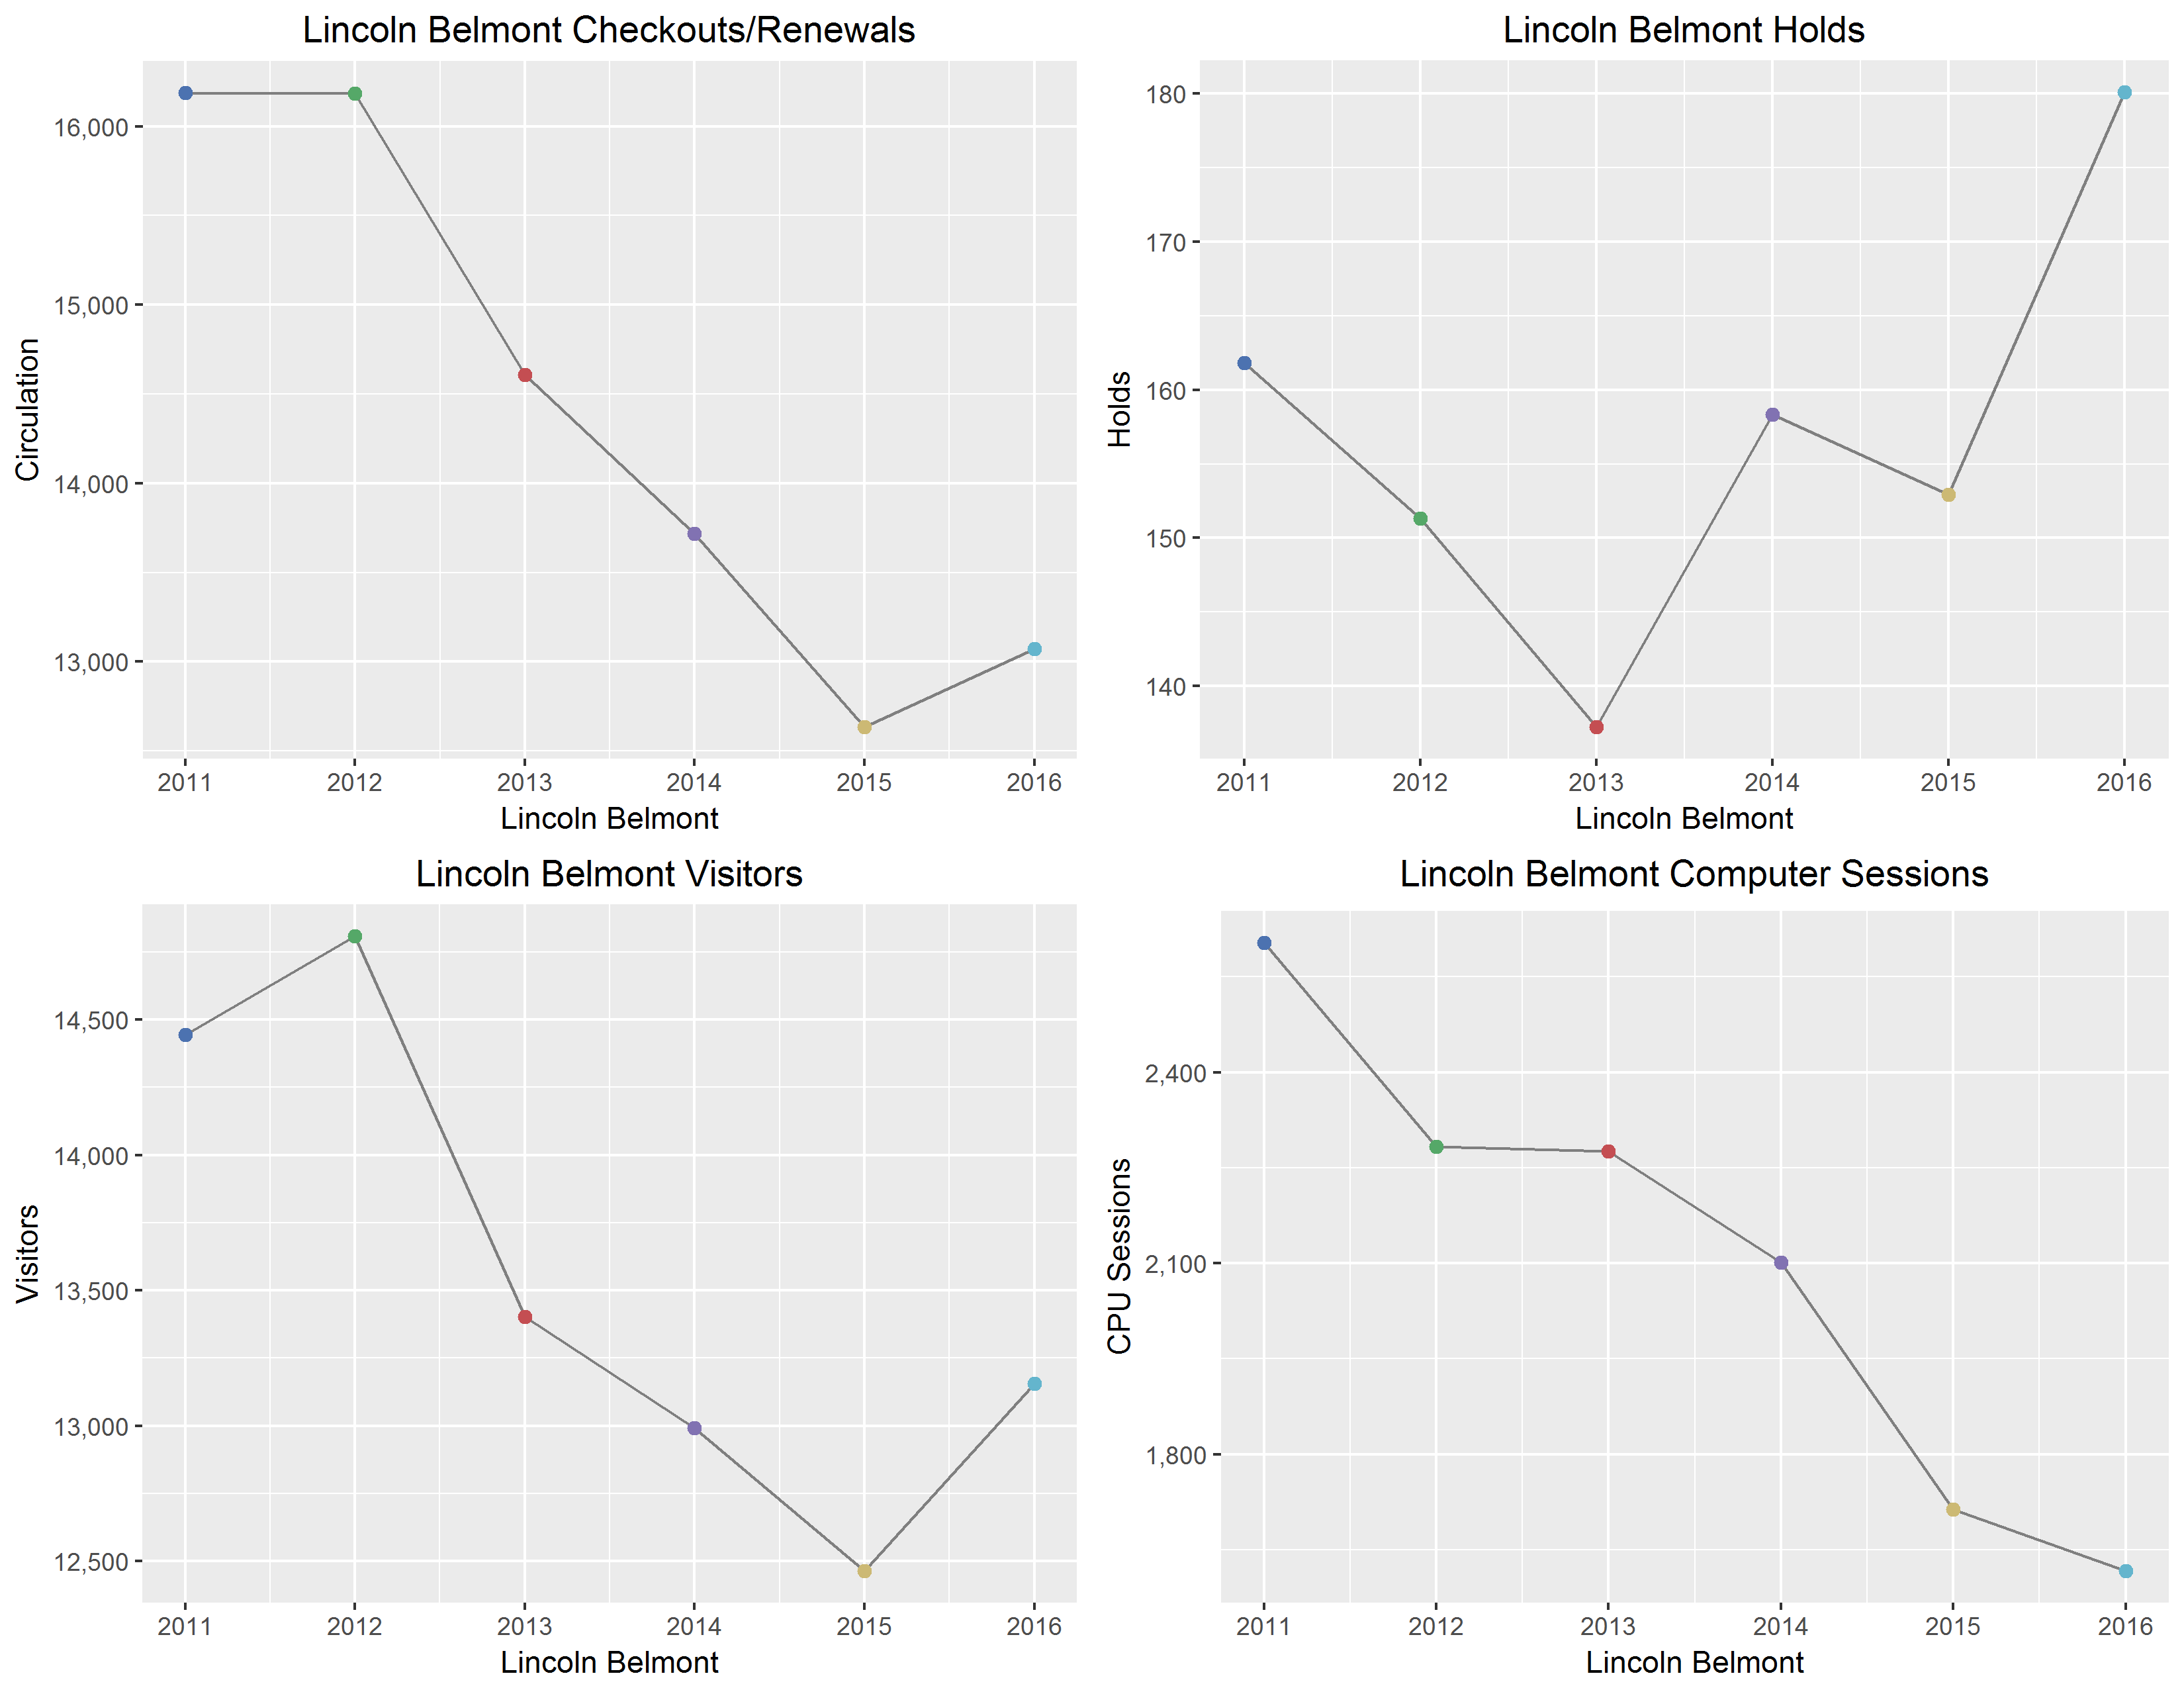 Lincoln Belmont Checkouts/Renewals
Circulation
16,000
15,000
14,000
13,000
2011 2012 2013 2014 2015 2016
Lincoln Belmont
Lincoln Belmont Holds
Holds
180
170
160
150
140
2011 2012 2013 2014 2015 2016
Lincoln Belmont
Lincoln Belmont Visitors
Visitors
14,500
14,000
13,500
13,000
12,500
2011 2012 2013 2014 2015 2016
Lincoln Belmont
Lincoln Belmont Computer Sessions
CPU Sessions
2,400
2,100
1,800
2011 2012 2013 2014 2015 2016
Lincoln Belmont